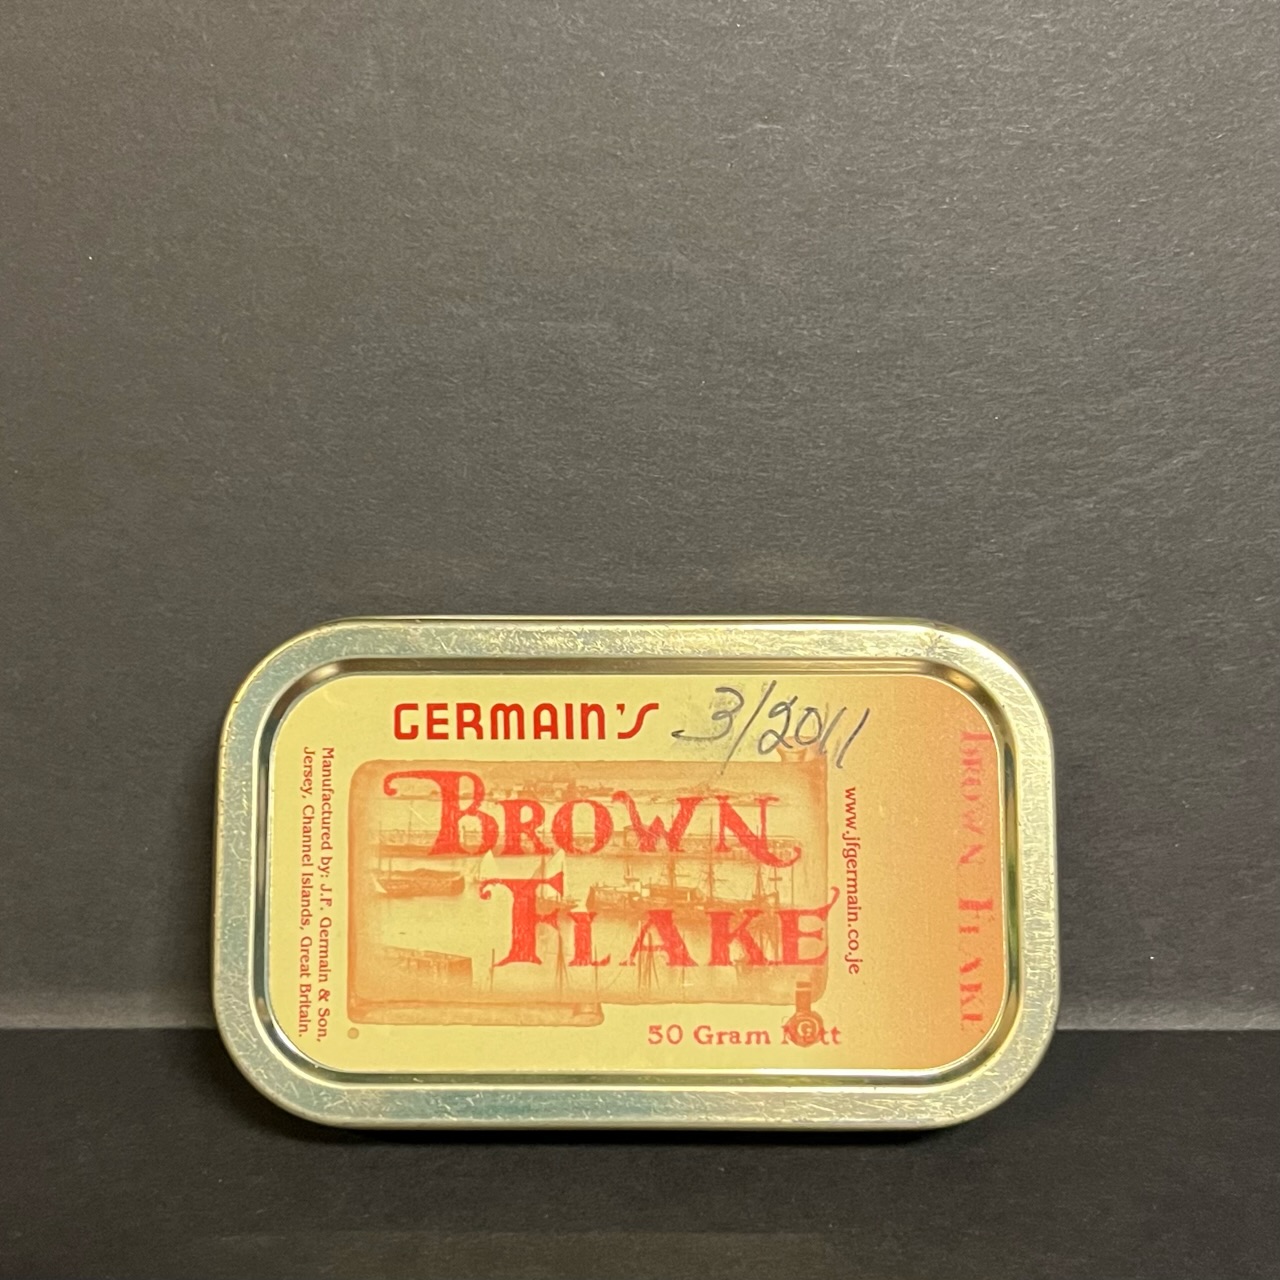 GERMAIN'S 3/2011
BROWN
FLAKE
50 Gram Nett
Manufactured by: J.F. Germain & Son,
Jersey, Channel Islands, Great Britain.
www.jfgermain.co.je
BROWN FLAKE